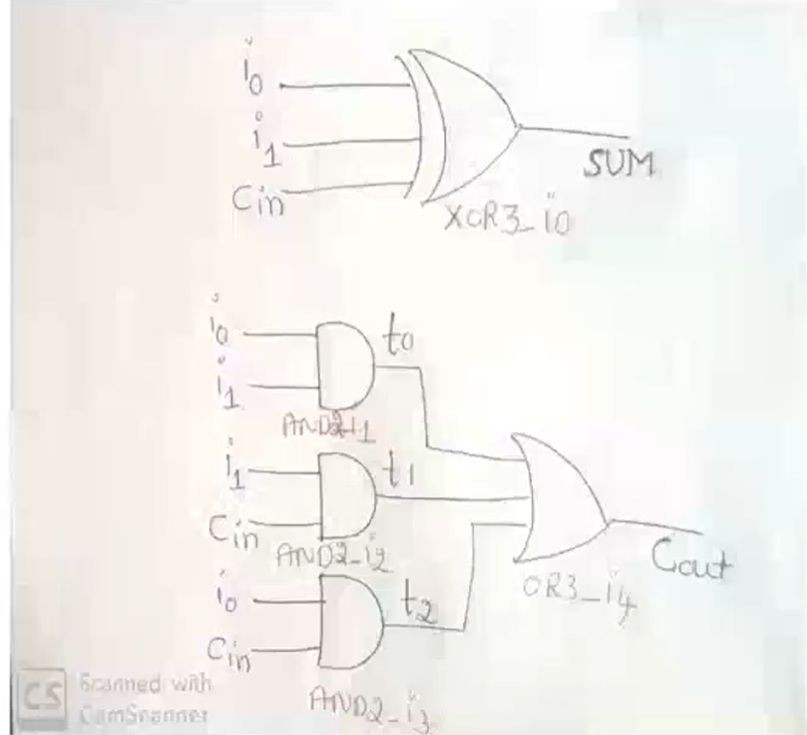 i0
i1
Cin
SUM
XOR3_i0
i0
i1
t0
AND2_i1
i1
Cin
t1
AND2_i2
i0
Cin
t2
AND2_i3
OR3_i4
Cout
CS
Scanned with
CamScanner